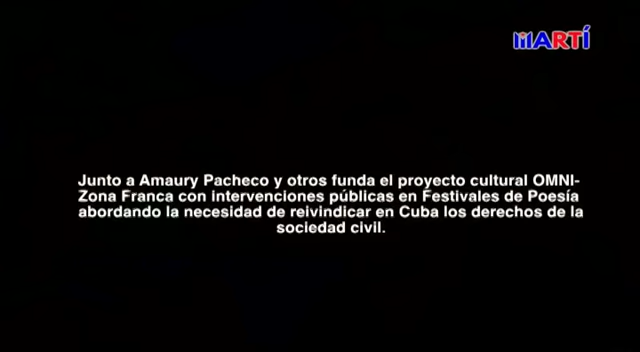 MARTÍ
Junto a Amaury Pacheco y otros funda el proyecto cultural OMNI-
Zona Franca con intervenciones públicas en Festivales de Poesía
abordando la necesidad de reivindicar en Cuba los derechos de la
sociedad civil.